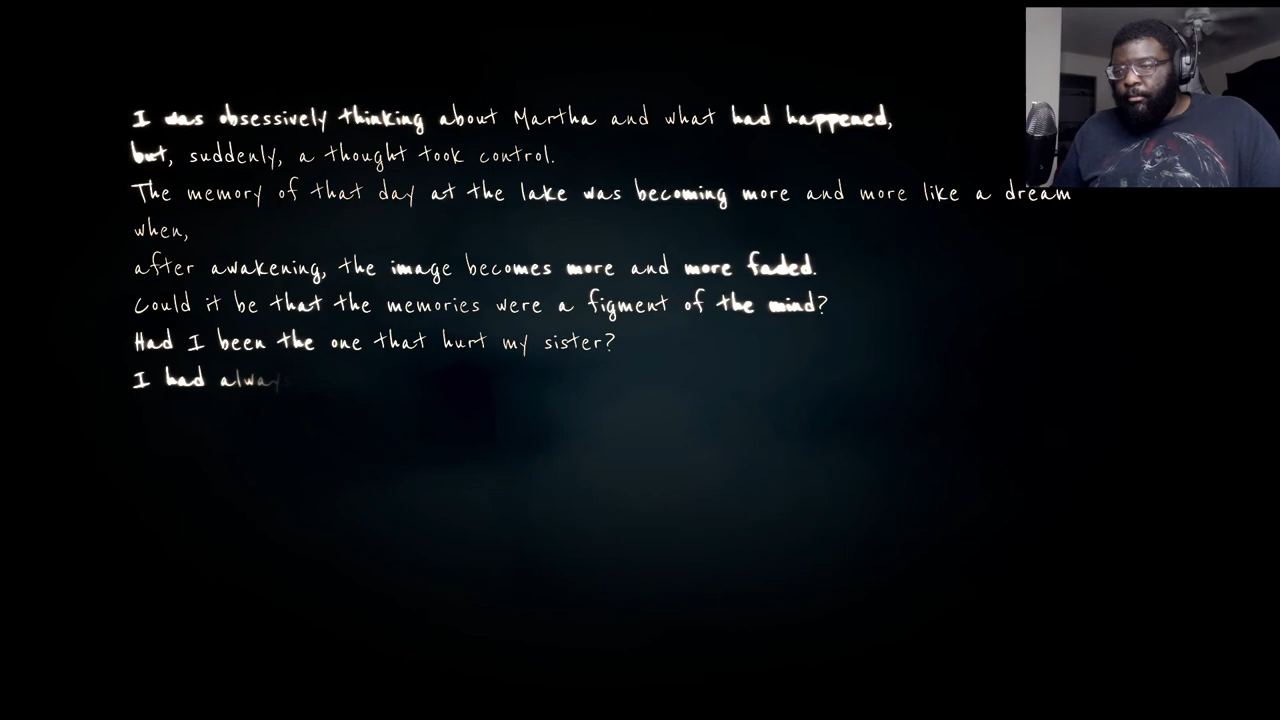 I was obsessively thinking about Martha and what had happened,
but, suddenly, a thought took control.
The memory of that day at the lake was becoming more and more like a dream
when,
after awakening, the image becomes more and more faded.
Could it be that the memories were a figment of the mind?
Had I been the one that hurt my sister?
I had always